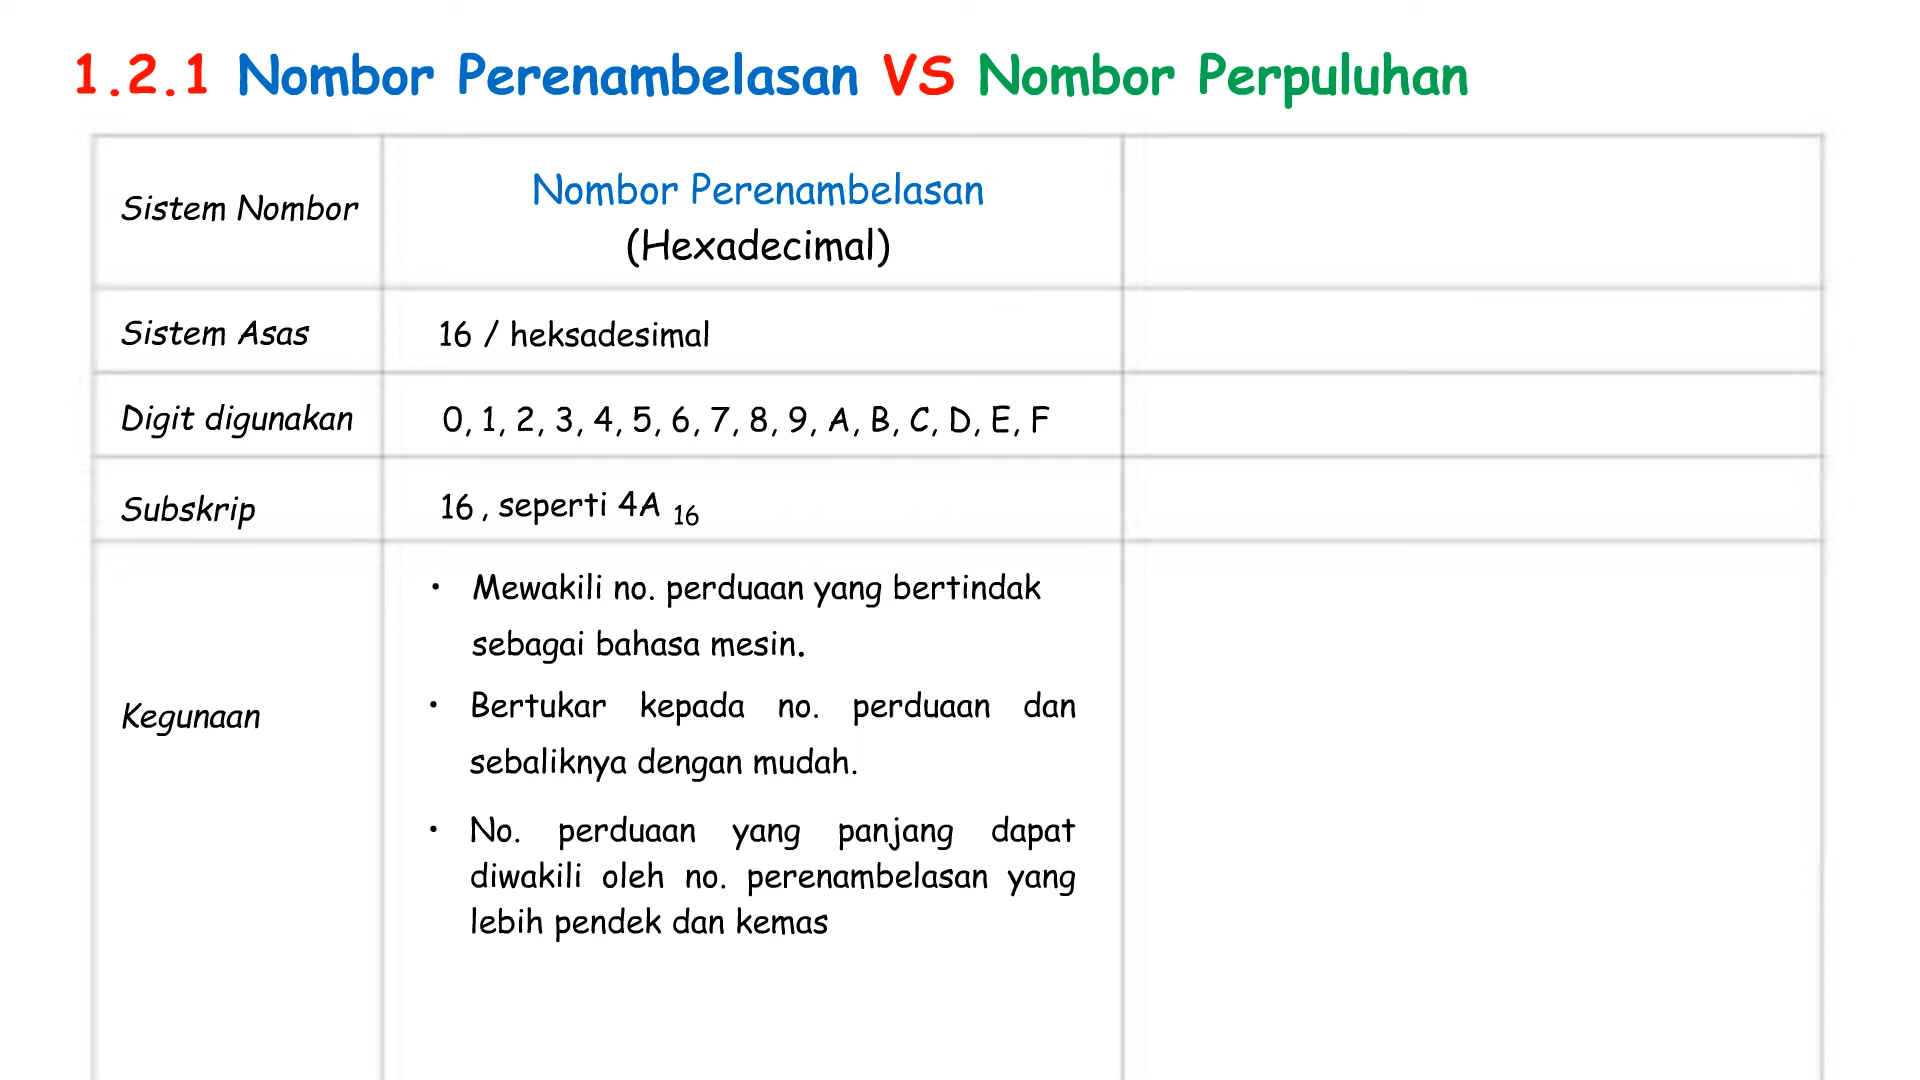 1.2.1 Nombor Perenambelasan VS Nombor Perpuluhan
Sistem Nombor
Nombor Perenambelasan
(Hexadecimal)
Sistem Asas
16 / heksadesimal
Digit digunakan
0, 1, 2, 3, 4, 5, 6, 7, 8, 9, A, B, C, D, E, F
Subskrip
16 , seperti 4A 16
Kegunaan
• Mewakili no. perduaan yang bertindak
sebagai bahasa mesin.
• Bertukar kepada no. perduaan dan
sebaliknya dengan mudah.
• No. perduaan yang panjang dapat
diwakili oleh no. perenambelasan yang
lebih pendek dan kemas